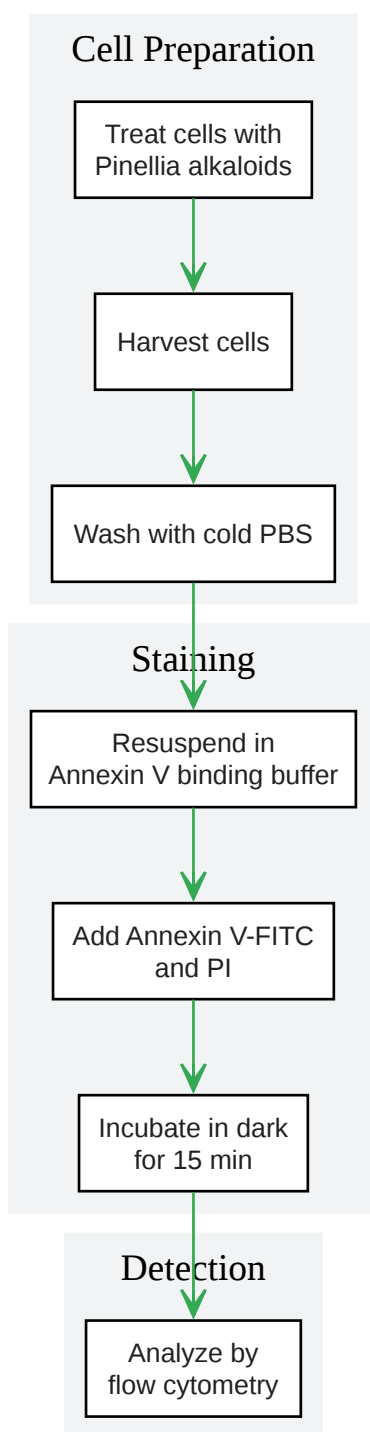 Cell Preparation
Treat cells with
Pinellia alkaloids
Harvest cells
Wash with cold PBS
Staining
Resuspend in
Annexin V binding buffer
Add Annexin V-FITC
and PI
Incubate in dark
for 15 min
Detection
Analyze by
flow cytometry